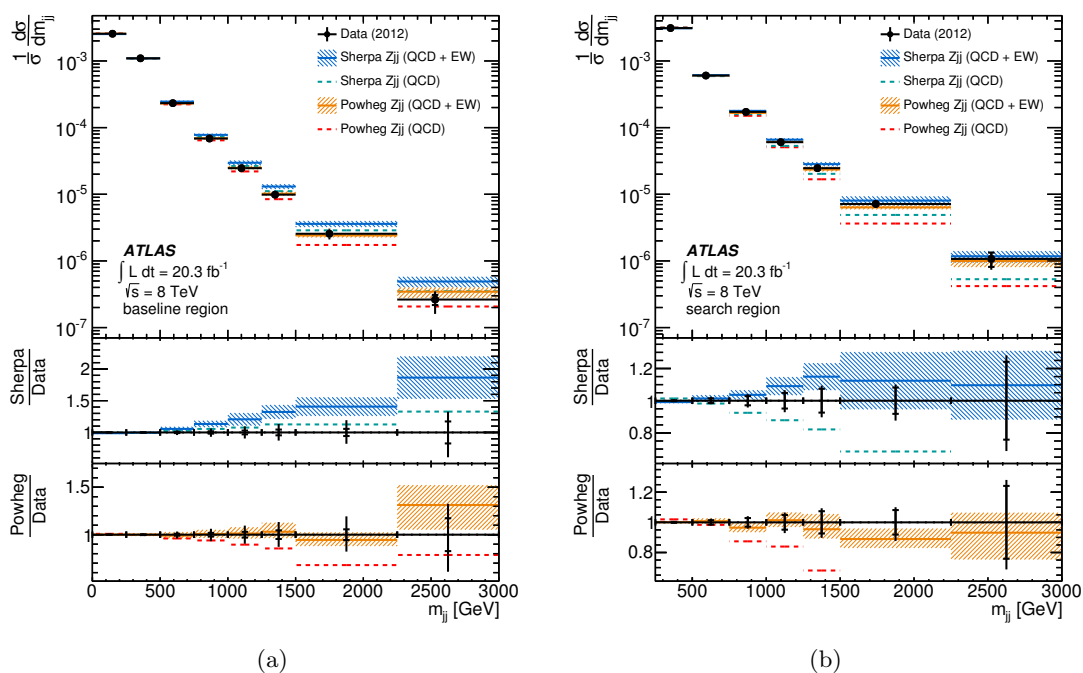 1/σ dσ/dm_jj
10⁻³
10⁻⁴
10⁻⁵
10⁻⁶
10⁻⁷
Data (2012)
Sherpa Zjj (QCD + EW)
Sherpa Zjj (QCD)
Powheg Zjj (QCD + EW)
Powheg Zjj (QCD)
ATLAS
∫ L dt = 20.3 fb⁻¹
√s = 8 TeV
baseline region
Sherpa
Data
2
1.5
1
Powheg
Data
1.5
1
0 500 1000 1500 2000 2500 3000
m_jj [GeV]
(a)
1/σ dσ/dm_jj
10⁻³
10⁻⁴
10⁻⁵
10⁻⁶
10⁻⁷
Data (2012)
Sherpa Zjj (QCD + EW)
Sherpa Zjj (QCD)
Powheg Zjj (QCD + EW)
Powheg Zjj (QCD)
ATLAS
∫ L dt = 20.3 fb⁻¹
√s = 8 TeV
search region
Sherpa
Data
1.2
1
0.8
Powheg
Data
1.2
1
0.8
500 1000 1500 2000 2500 3000
m_jj [GeV]
(b)